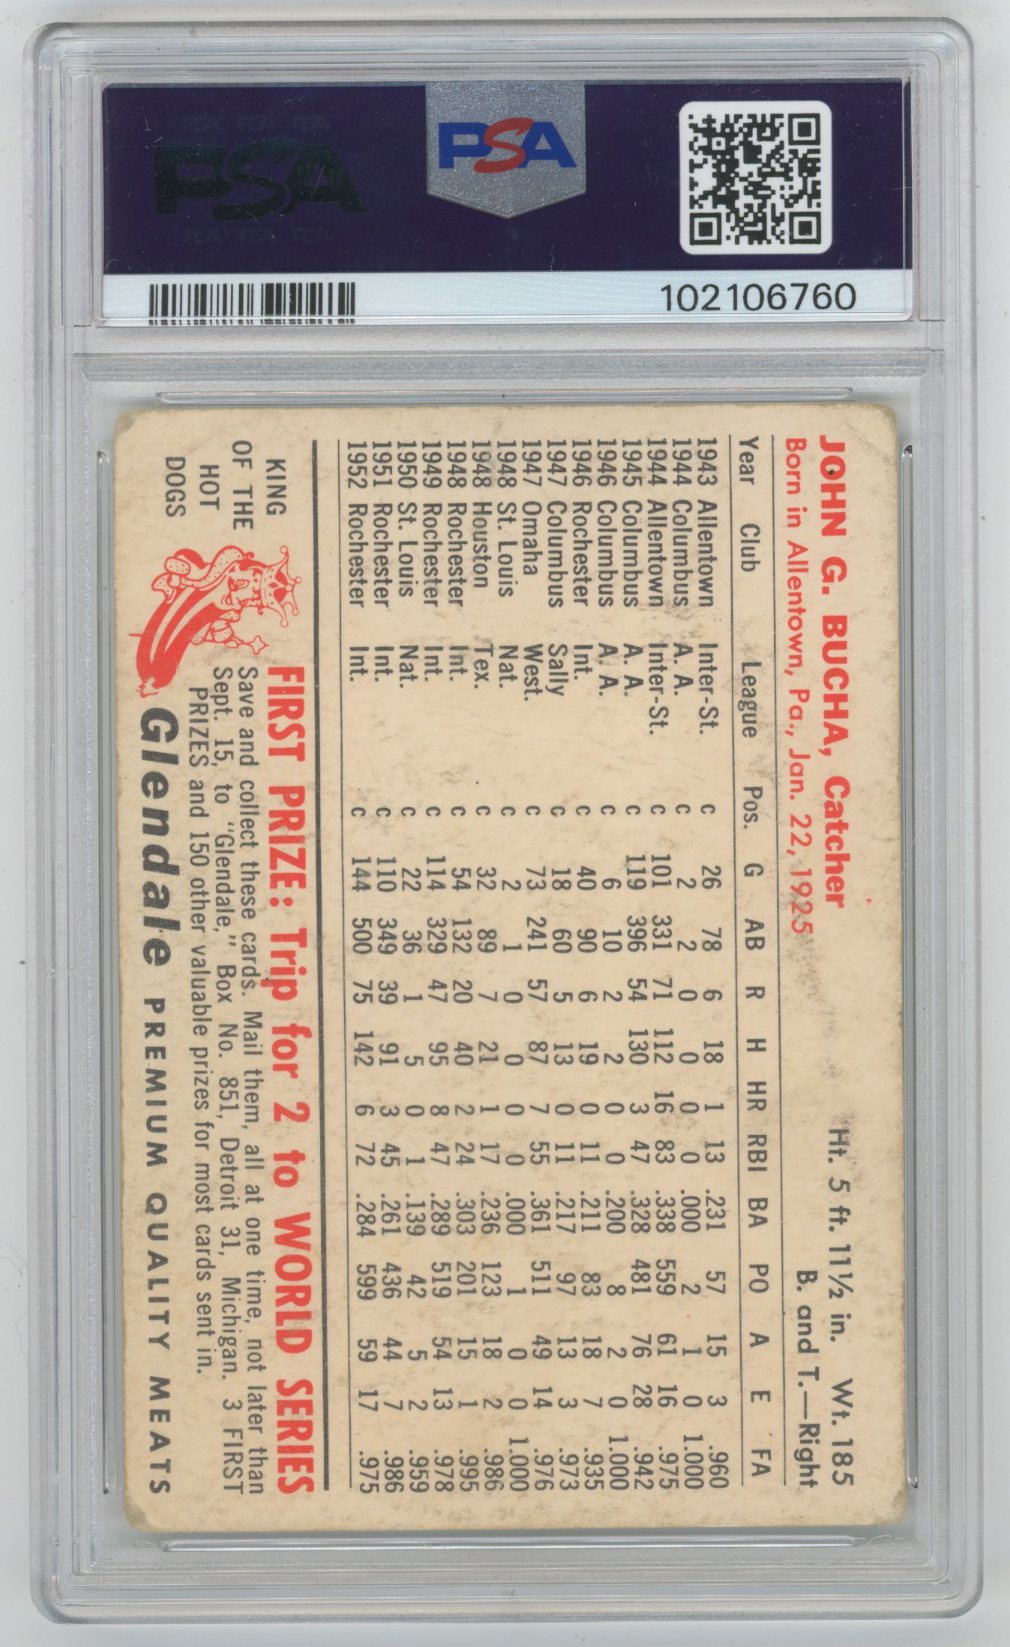 PSA PSA PSA
PSA
PSA PSA PSA
PSA
102106760
JOHN G. BUCHA, Catcher Ht. 5 ft. 11½ in. Wt. 185
Born in Allentown, Pa., Jan. 22, 1925 B. and T.—Right
Year Club League Pos. G AB R H HR RBI BA PO A E FA
1943 Allentown Inter-St. c 26 78 6 18 1 13 .231 57 15 3 .960
1944 Columbus A. A. c 2 2 0 0 0 0 .000 2 1 0 1.000
1944 Allentown Inter-St. c 101 331 71 112 16 83 .338 559 61 16 .975
1945 Columbus A. A. c 119 396 54 130 3 47 .328 481 76 28 .942
1946 Columbus A. A. c 6 10 2 2 0 0 .200 8 2 0 1.000
1946 Rochester Int. c 40 90 6 19 0 11 .211 83 18 7 .935
1947 Columbus Sally c 18 60 5 13 0 11 .217 97 13 3 .973
1947 Omaha West. c 73 241 57 87 7 55 .361 511 49 14 .976
1948 St. Louis Nat. c 2 1 0 0 0 0 .000 1 0 0 1.000
1948 Houston Tex. c 32 89 7 21 1 17 .236 123 18 2 .986
1948 Rochester Int. c 54 132 20 40 2 24 .303 201 15 1 .995
1949 Rochester Int. c 114 329 47 95 8 47 .289 519 54 13 .978
1950 St. Louis Nat. c 22 36 1 5 0 1 .139 42 5 2 .959
1951 Rochester Int. c 110 349 39 91 3 45 .261 436 44 7 .986
1952 Rochester Int. c 144 500 75 142 6 72 .284 599 59 17 .975
KING
OF THE
HOT
DOGS
FIRST PRIZE: Trip for 2 to WORLD SERIES
Save and collect these cards. Mail them, all at one time, not later than
Sept. 15, to "Glendale," Box No. 851, Detroit 31, Michigan. 3 FIRST
PRIZES and 150 other valuable prizes for most cards sent in.
Glendale PREMIUM QUALITY MEATS